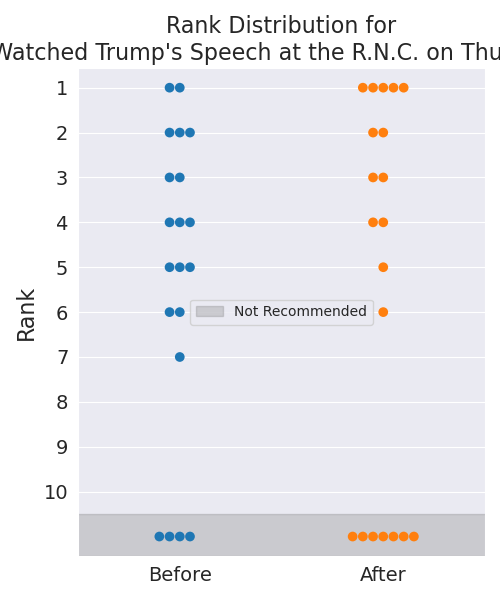 Rank Distribution for
Watched Trump's Speech at the R.N.C. on Thu
1
2
3
4
5
6
7
8
9
10
Rank
Not Recommended
Before
After